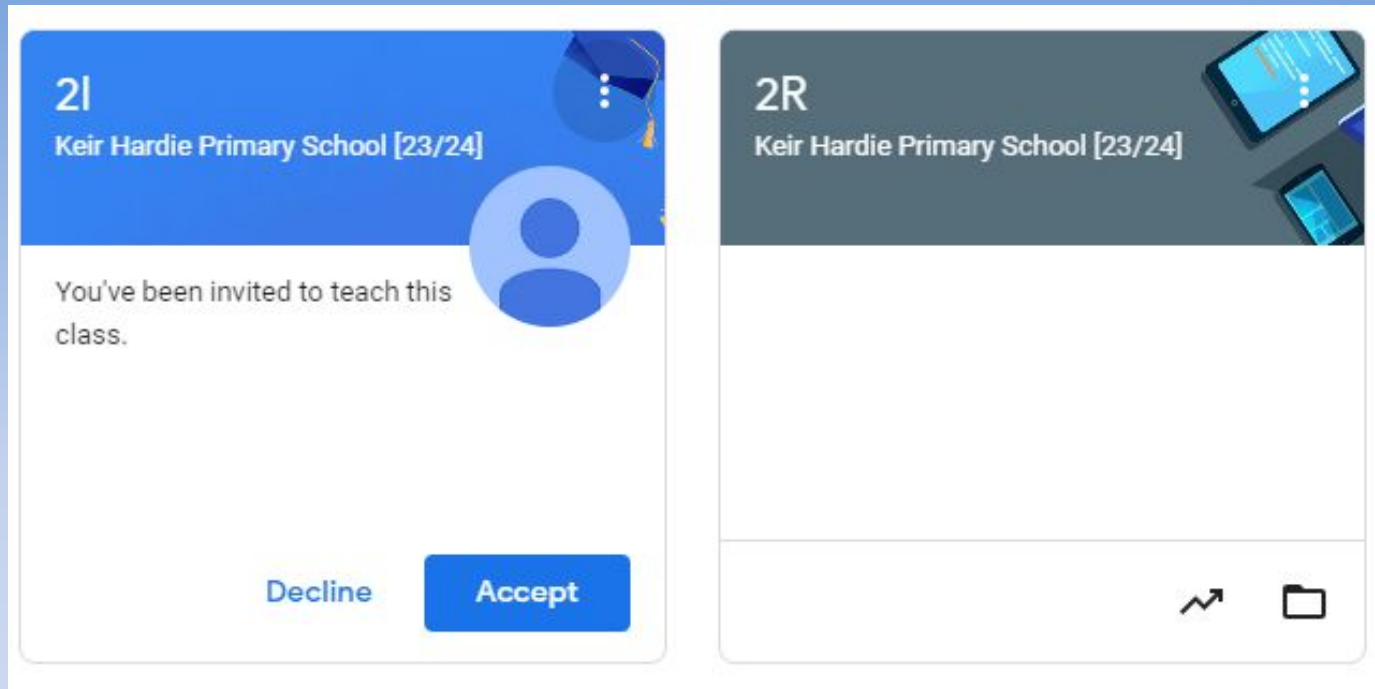 2I
Keir Hardie Primary School [23/24]
You've been invited to teach this
class.
Decline
Accept
2R
Keir Hardie Primary School [23/24]